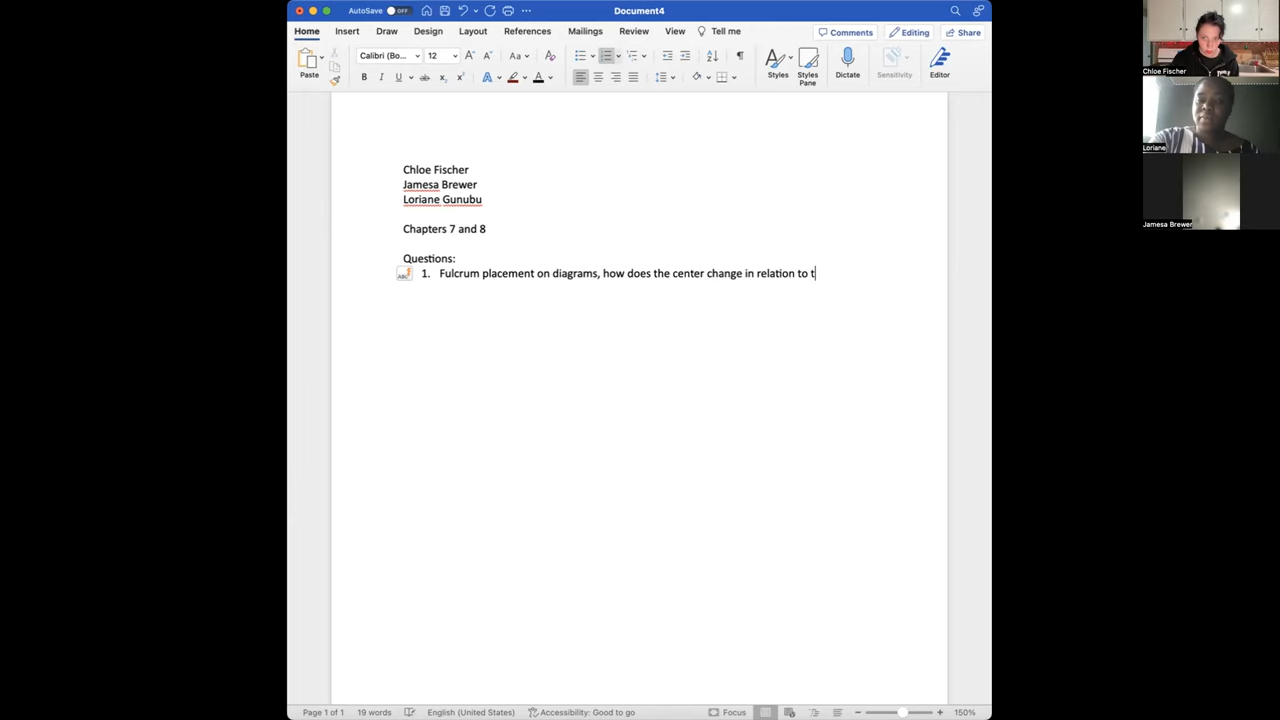 AutoSave OFF
Document4
Home Insert Draw Design Layout References Mailings Review View Tell me
Comments Editing Share
Paste
Calibri (Bo... 12
Styles
Styles Pane
Dictate
Sensitivity
Editor
Chloe Fischer
Jamesa Brewer
Loriane Gunubu
Chapters 7 and 8
Questions:
1. Fulcrum placement on diagrams, how does the center change in relation to t
Page 1 of 1 19 words English (United States) Accessibility: Good to go Focus 150%
Chloe Fischer
Loriane
Jamesa Brewer